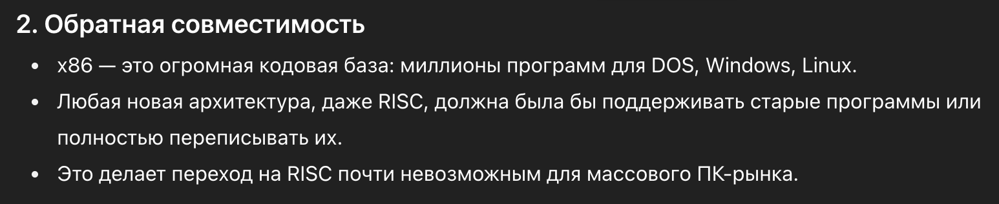 2. Обратная совместимость
• x86 — это огромная кодовая база: миллионы программ для DOS, Windows, Linux.
• Любая новая архитектура, даже RISC, должна была бы поддерживать старые программы или
полностью переписывать их.
• Это делает переход на RISC почти невозможным для массового ПК-рынка.